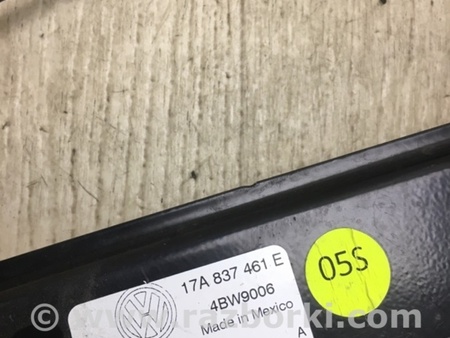 17A 837 461 E
4BW9006
Made in Mexico
A
05S
www.razborki.com